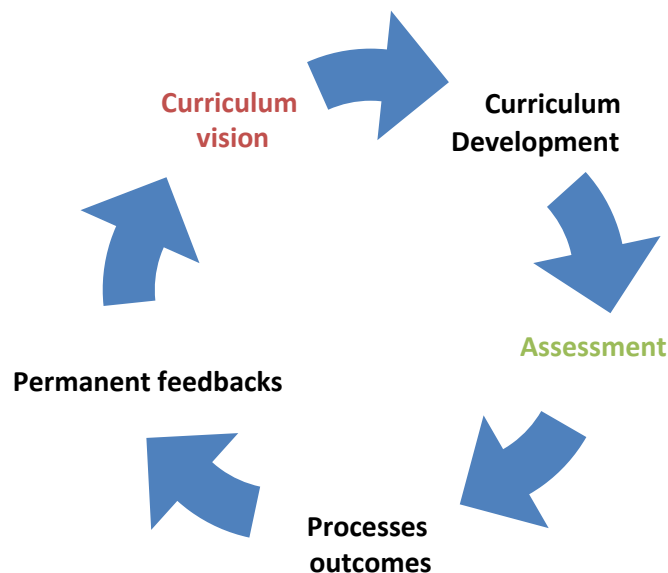 Curriculum
vision
Curriculum
Development
Assessment
Processes
outcomes
Permanent feedbacks